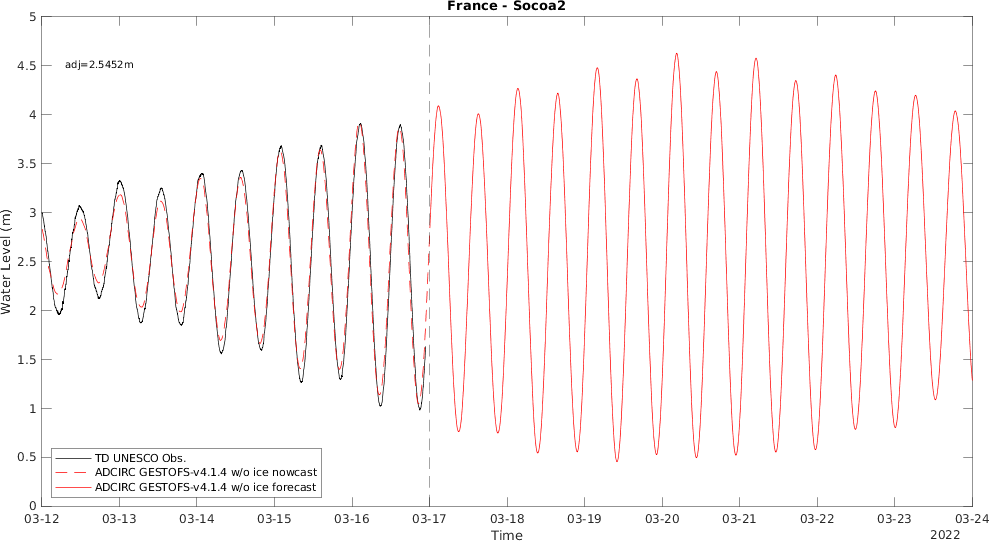 France - Socoa2
adj=2.5452m
Water Level (m)
5
4.5
4
3.5
3
2.5
2
1.5
1
0.5
0
TD UNESCO Obs.
ADCIRC GESTOFS-v4.1.4 w/o ice nowcast
ADCIRC GESTOFS-v4.1.4 w/o ice forecast
03-12 03-13 03-14 03-15 03-16 03-17 03-18 03-19 03-20 03-21 03-22 03-23 03-24
Time
2022